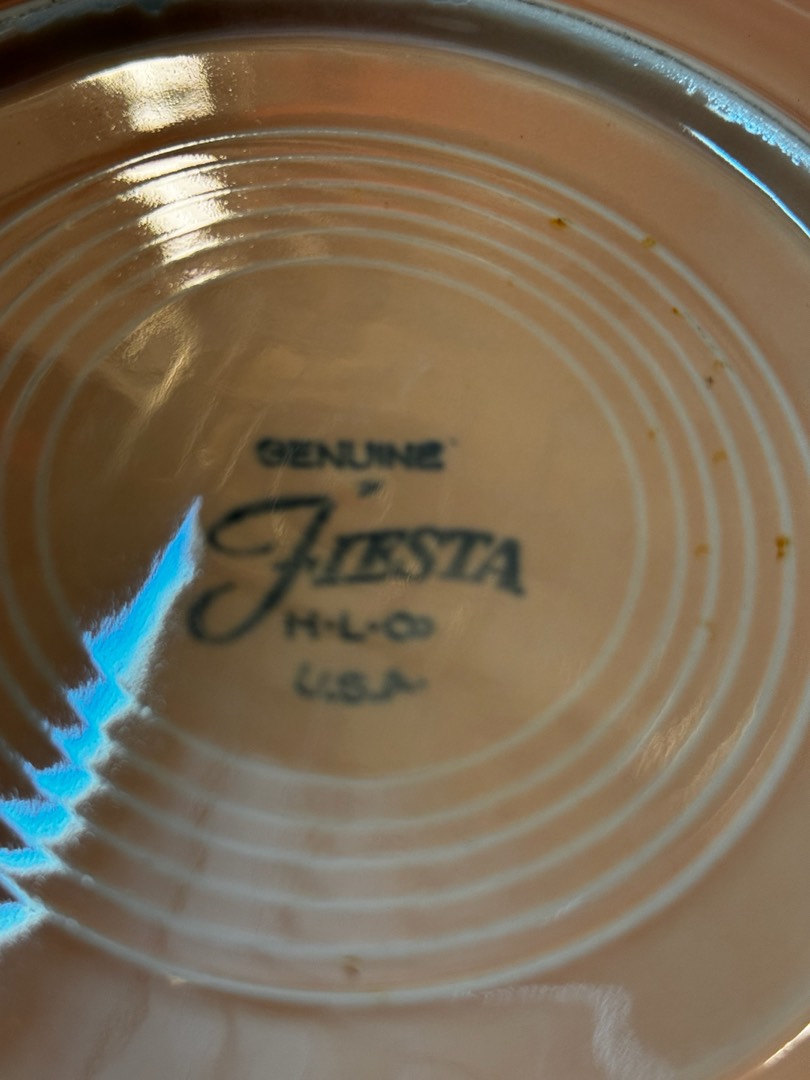 GENUINE
FIESTA
H·L·Co
U.S.A.